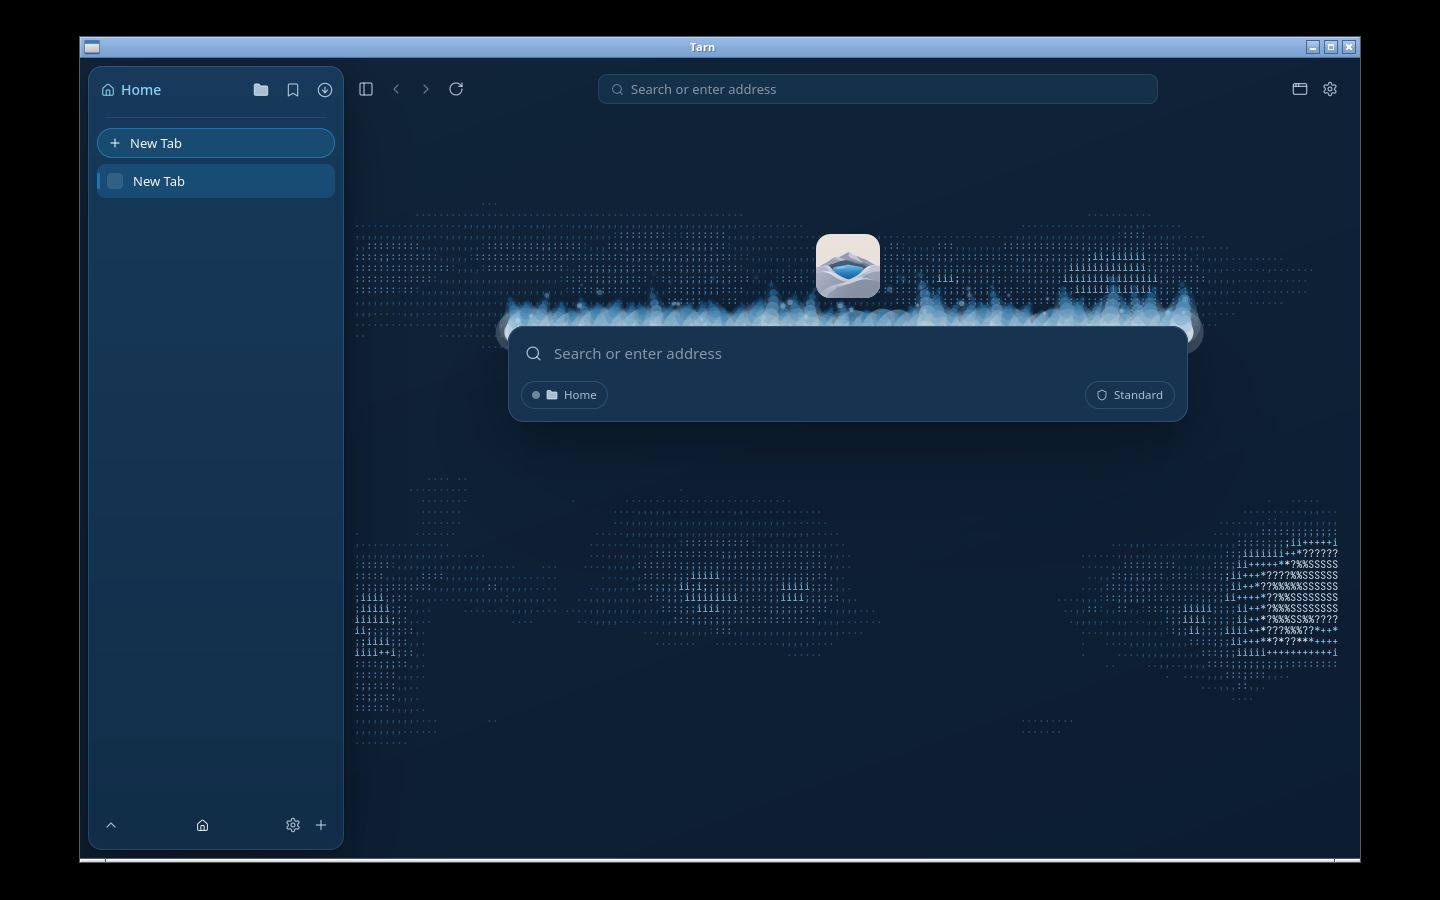 Tarn
Home
Search or enter address
New Tab
New Tab
Search or enter address
Home
Standard